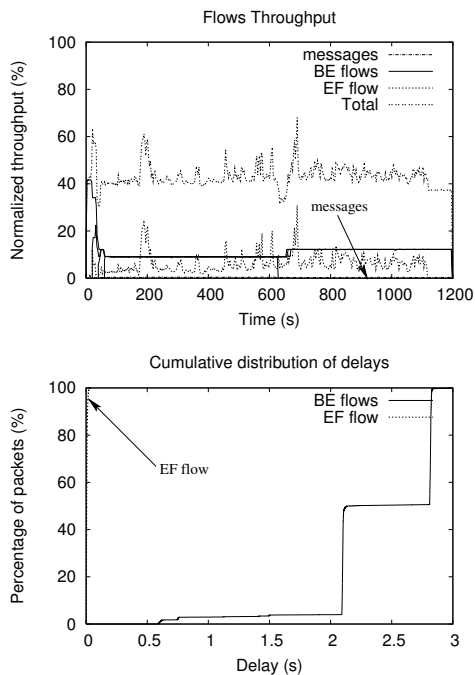 Flows Throughput
100
80
60
40
20
0
Normalized throughput (%)
messages
BE flows
EF flow
Total
messages
0 200 400 600 800 1000 1200
Time (s)
Cumulative distribution of delays
100
80
60
40
20
0
Percentage of packets (%)
BE flows
EF flow
EF flow
0 0.5 1 1.5 2 2.5 3
Delay (s)